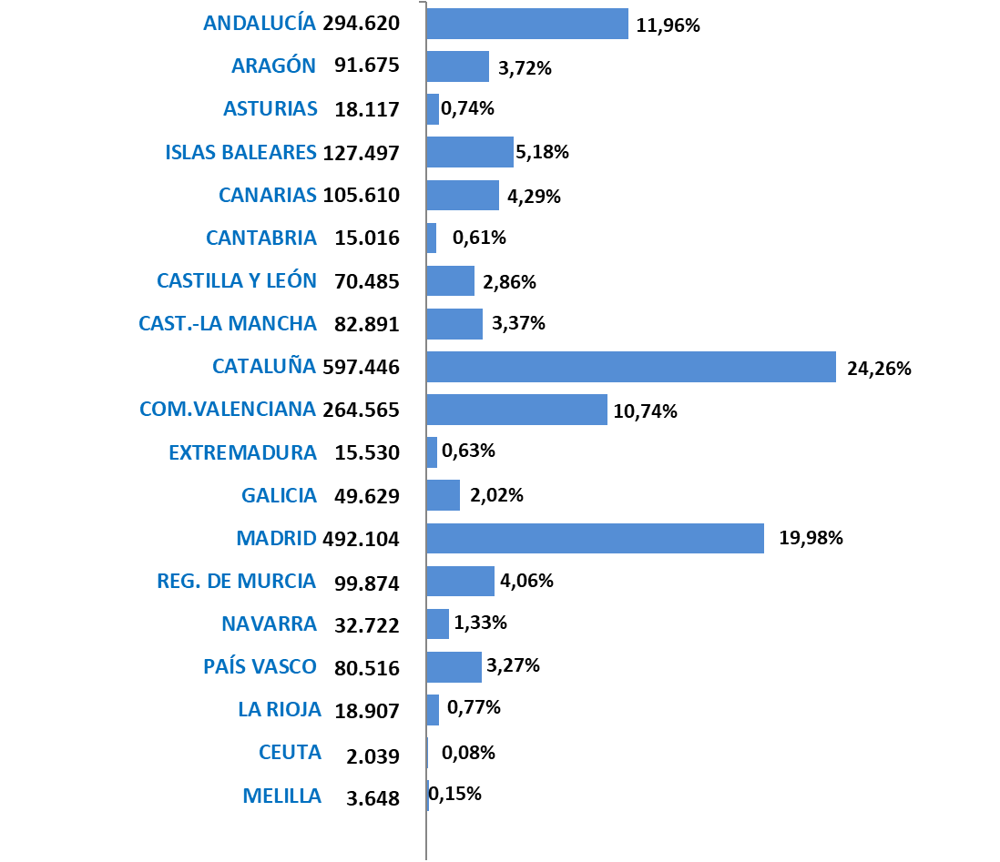 ANDALUCÍA 294.620 11,96%
ARAGÓN 91.675 3,72%
ASTURIAS 18.117 0,74%
ISLAS BALEARES 127.497 5,18%
CANARIAS 105.610 4,29%
CANTABRIA 15.016 0,61%
CASTILLA Y LEÓN 70.485 2,86%
CAST.-LA MANCHA 82.891 3,37%
CATALUÑA 597.446 24,26%
COM.VALENCIANA 264.565 10,74%
EXTREMADURA 15.530 0,63%
GALICIA 49.629 2,02%
MADRID 492.104 19,98%
REG. DE MURCIA 99.874 4,06%
NAVARRA 32.722 1,33%
PAÍS VASCO 80.516 3,27%
LA RIOJA 18.907 0,77%
CEUTA 2.039 0,08%
MELILLA 3.648 0,15%